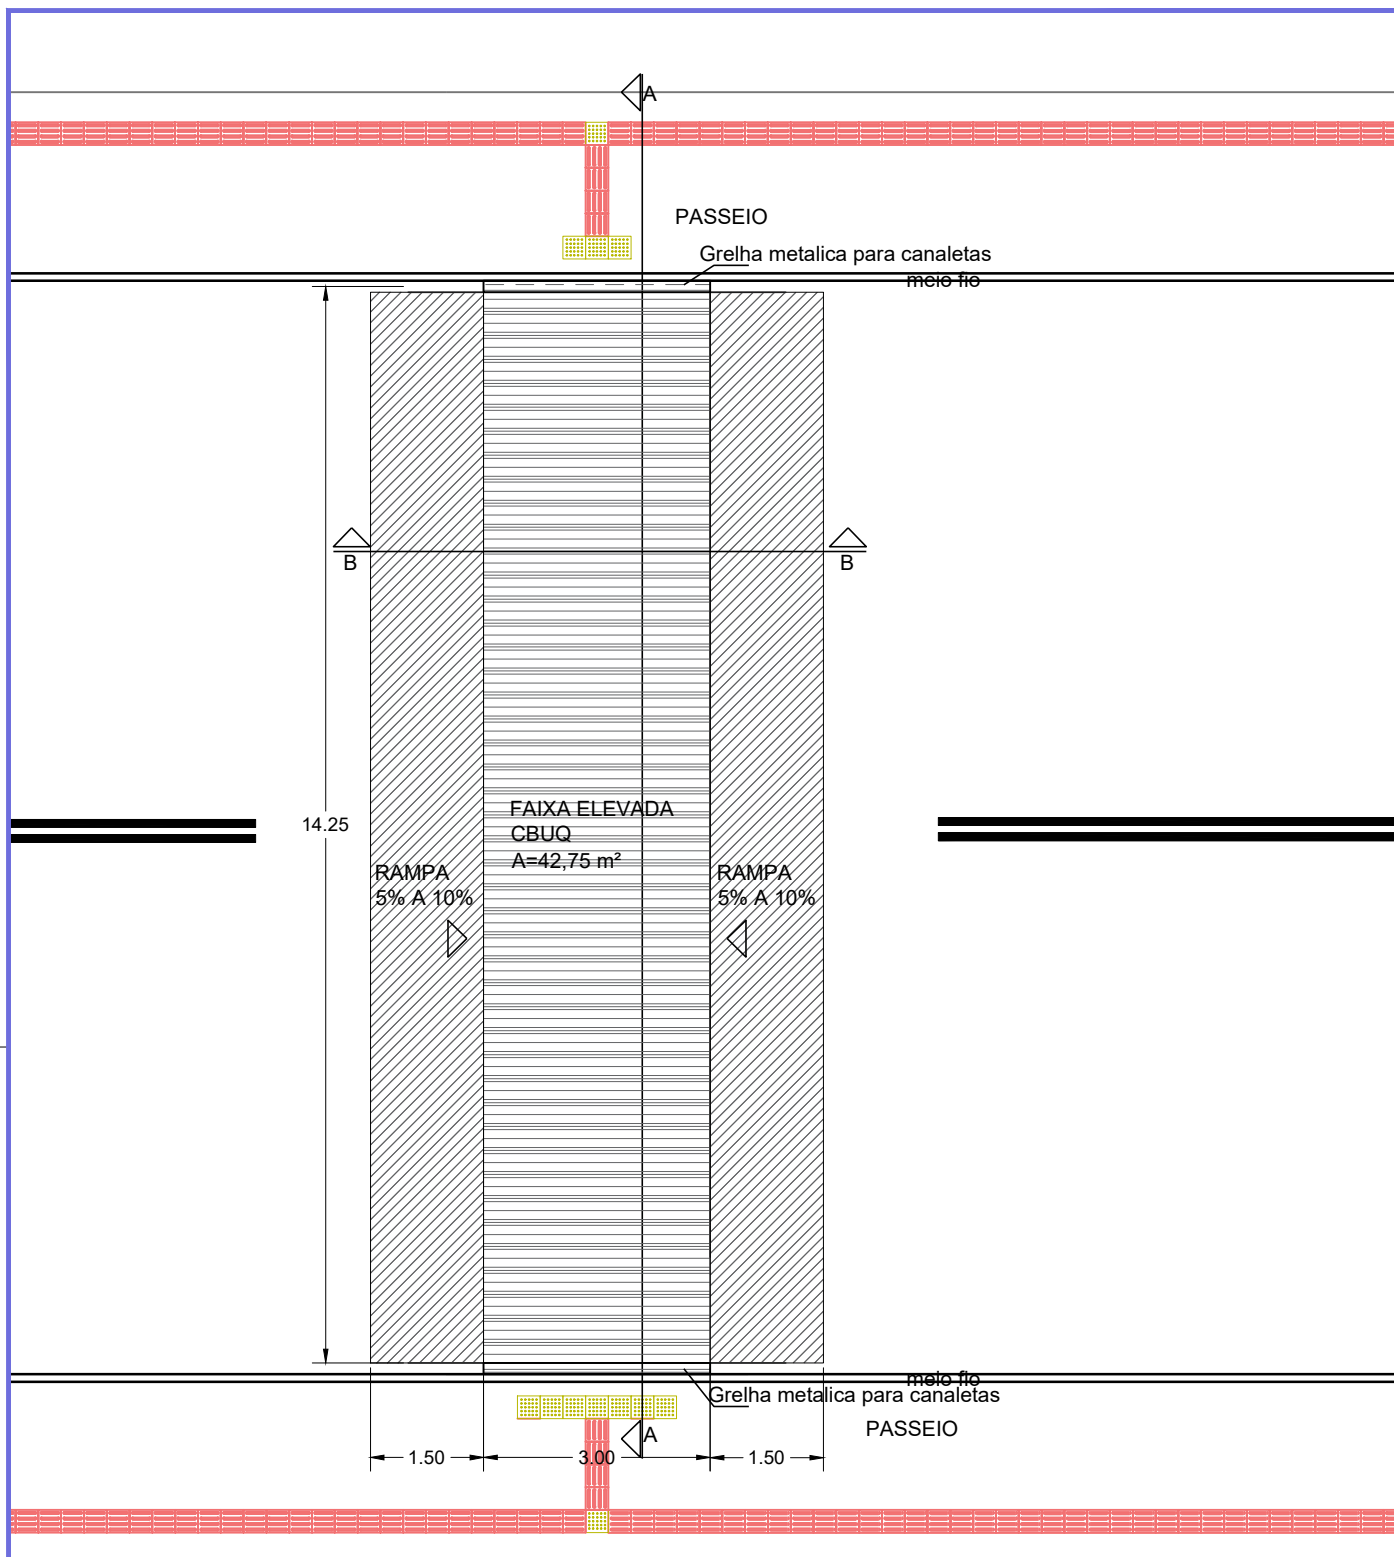 A
PASSEIO
Grelha metalica para canaletas
meio fio
B
B
14.25
FAIXA ELEVADA
CBUQ
A=42,75 m²
RAMPA
5% A 10%
RAMPA
5% A 10%
meio fio
Grelha metalica para canaletas
PASSEIO
A
1.50
3.00
1.50